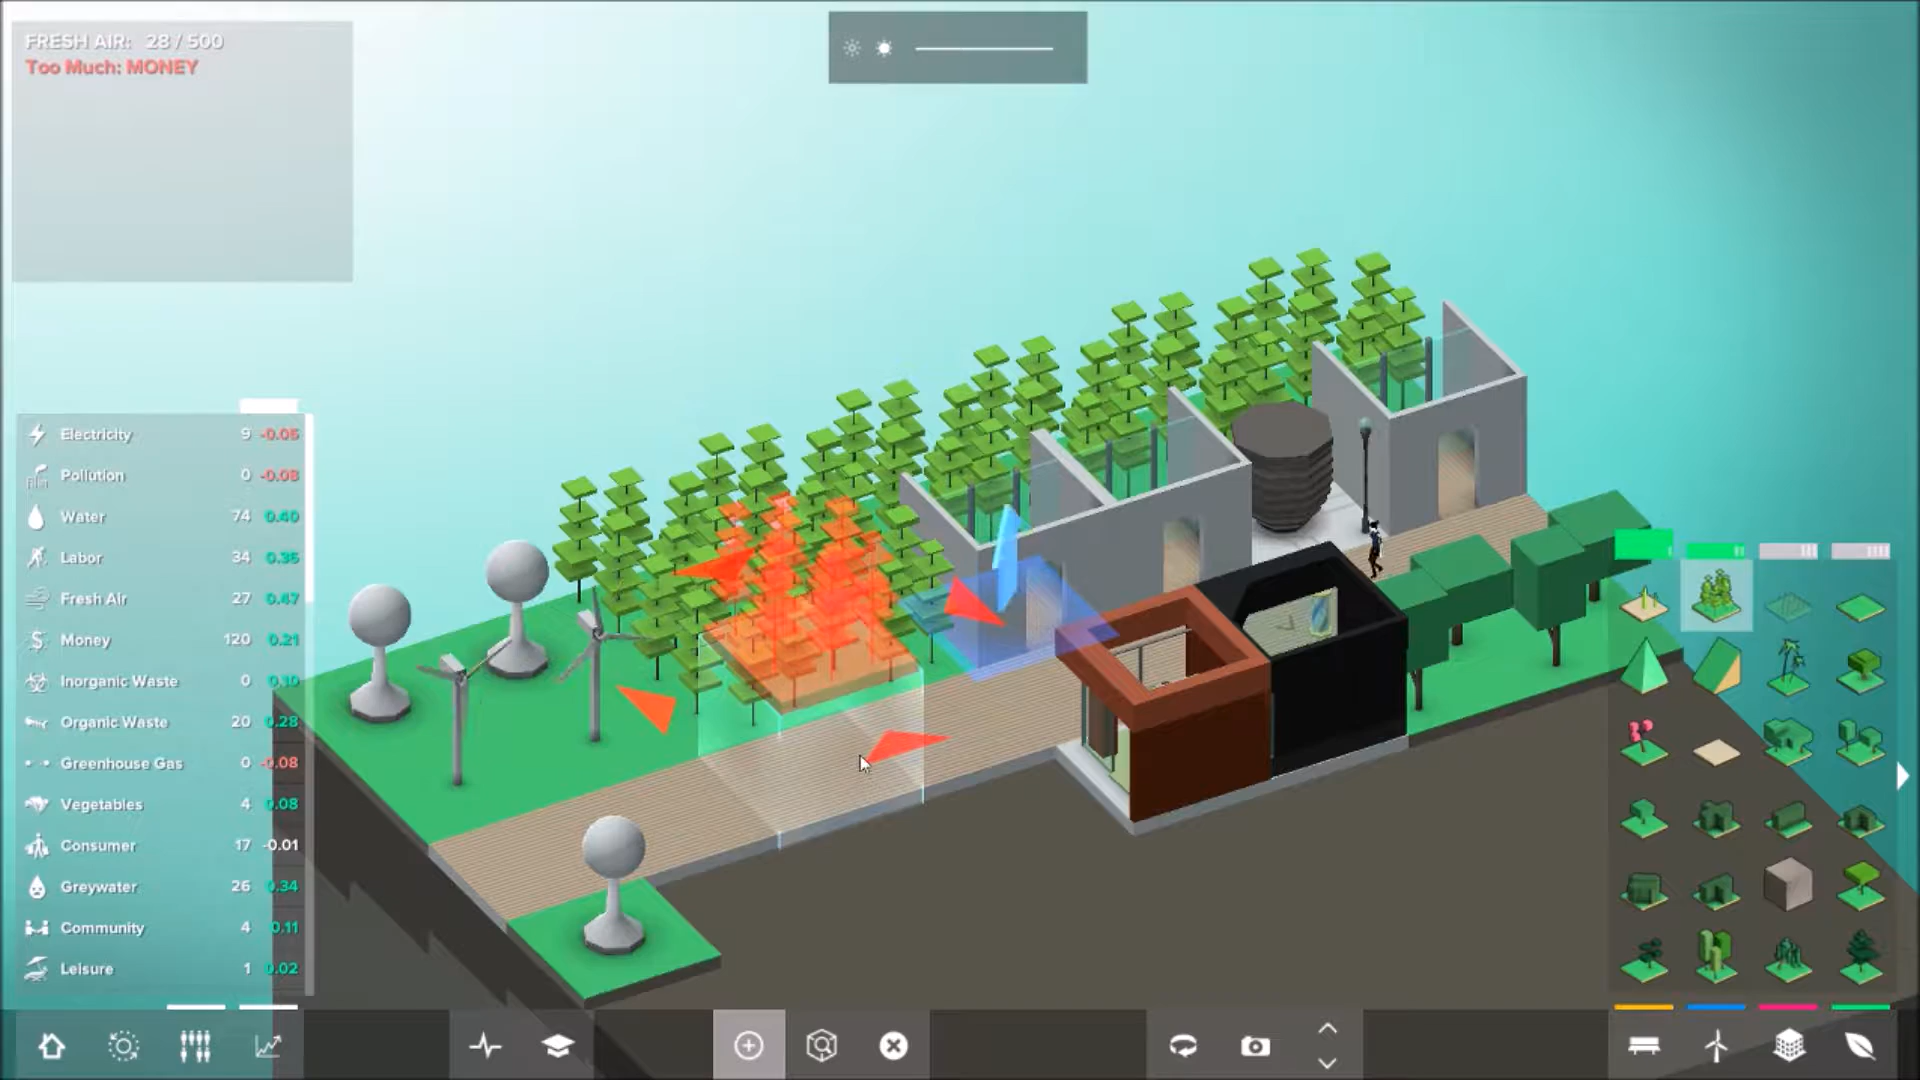 FRESH AIR: 28 / 500
Too Much: MONEY
Electricity 9 -0.05
Pollution 0 -0.08
Water 74 0.40
Labor 34 0.35
Fresh Air 27 0.47
Money 120 0.21
Inorganic Waste 0 0.10
Organic Waste 20 0.28
Greenhouse Gas 0 -0.08
Vegetables 4 0.08
Consumer 17 -0.01
Greywater 26 0.34
Community 4 0.11
Leisure 1 0.02